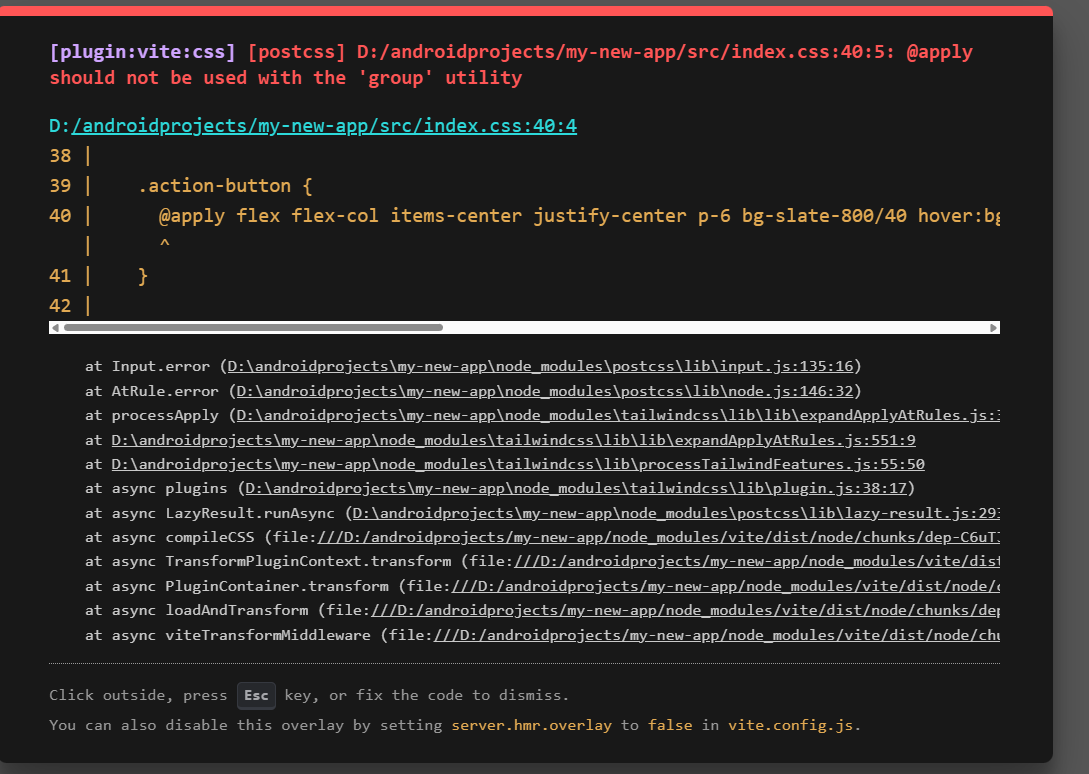 [plugin:vite:css] [postcss] D:/androidprojects/my-new-app/src/index.css:40:5: @apply
should not be used with the 'group' utility
D:/androidprojects/my-new-app/src/index.css:40:4
38 |
39 |    .action-button {
40 |      @apply flex flex-col items-center justify-center p-6 bg-slate-800/40 hover:bg
   |      ^
41 |    }
42 |
at Input.error (D:\androidprojects\my-new-app\node_modules\postcss\lib\input.js:135:16)
at AtRule.error (D:\androidprojects\my-new-app\node_modules\postcss\lib\node.js:146:32)
at processApply (D:\androidprojects\my-new-app\node_modules\tailwindcss\lib\lib\expandApplyAtRules.js:3
at D:\androidprojects\my-new-app\node_modules\tailwindcss\lib\lib\expandApplyAtRules.js:551:9
at D:\androidprojects\my-new-app\node_modules\tailwindcss\lib\processTailwindFeatures.js:55:50
at async plugins (D:\androidprojects\my-new-app\node_modules\tailwindcss\lib\plugin.js:38:17)
at async LazyResult.runAsync (D:\androidprojects\my-new-app\node_modules\postcss\lib\lazy-result.js:293
at async compileCSS (file:///D:/androidprojects/my-new-app/node_modules/vite/dist/node/chunks/dep-C6uTJ
at async TransformPluginContext.transform (file:///D:/androidprojects/my-new-app/node_modules/vite/dist
at async PluginContainer.transform (file:///D:/androidprojects/my-new-app/node_modules/vite/dist/node/c
at async loadAndTransform (file:///D:/androidprojects/my-new-app/node_modules/vite/dist/node/chunks/dep
at async viteTransformMiddleware (file:///D:/androidprojects/my-new-app/node_modules/vite/dist/node/chu
Click outside, press Esc key, or fix the code to dismiss.
You can also disable this overlay by setting server.hmr.overlay to false in vite.config.js.